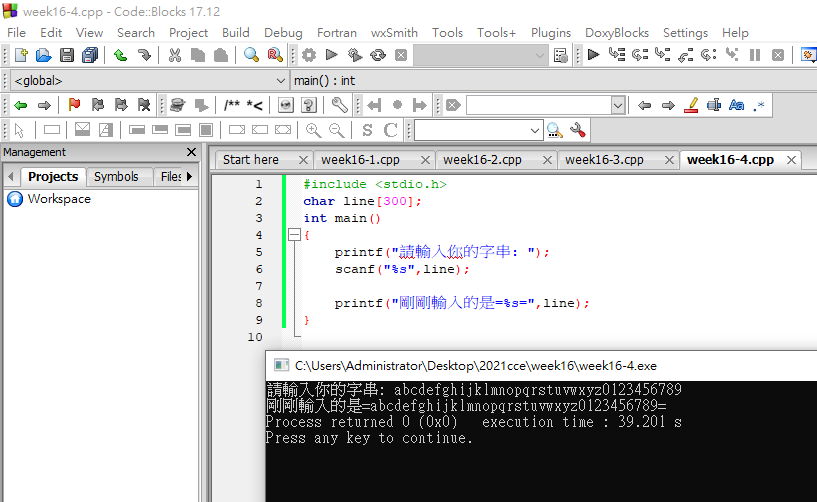 week16-4.cpp - Code::Blocks 17.12
File Edit View Search Project Build Debug Fortran wxSmith Tools Tools+ Plugins DoxyBlocks Settings Help
<global> main() : int
/** *<
Aa .*
S C
Management
Projects Symbols Files
Workspace
Start here week16-1.cpp week16-2.cpp week16-3.cpp week16-4.cpp
1 #include <stdio.h>
2 char line[300];
3 int main()
4 {
5 printf("請輸入你的字串: ");
6 scanf("%s",line);
7
8 printf("剛剛輸入的是=%s=",line);
9 }
10
C:\Users\Administrator\Desktop\2021cce\week16\week16-4.exe
請輸入你的字串: abcdefghijklmnopqrstuvwxyz0123456789
剛剛輸入的是=abcdefghijklmnopqrstuvwxyz0123456789=
Process returned 0 (0x0) execution time : 39.201 s
Press any key to continue.